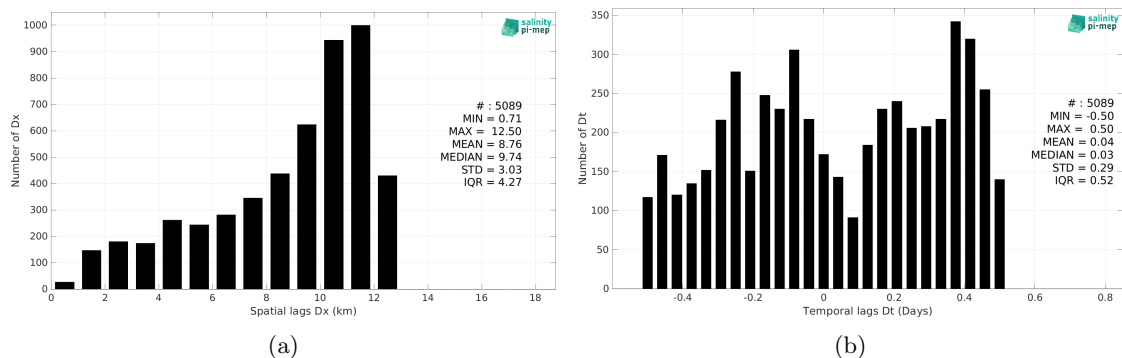 1000
900
800
700
600
500
400
300
200
100
0
Number of Dx
0 2 4 6 8 10 12 14 16 18
Spatial lags Dx (km)
salinity
pi-mep
# : 5089
MIN = 0.71
MAX = 12.50
MEAN = 8.76
MEDIAN = 9.74
STD = 3.03
IQR = 4.27
(a)
350
300
250
200
150
100
50
0
Number of Dt
-0.4 -0.2 0 0.2 0.4 0.6 0.8
Temporal lags Dt (Days)
salinity
pi-mep
# : 5089
MIN = -0.50
MAX = 0.50
MEAN = 0.04
MEDIAN = 0.03
STD = 0.29
IQR = 0.52
(b)